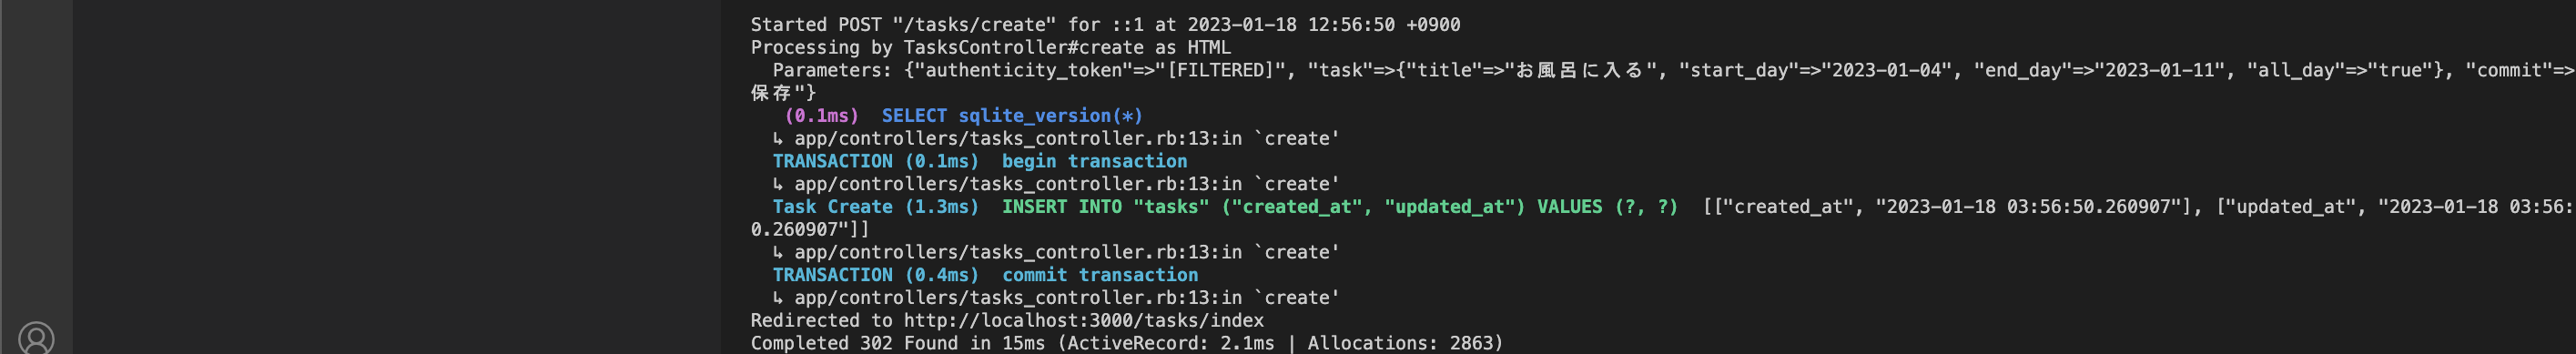 Started POST "/tasks/create" for ::1 at 2023-01-18 12:56:50 +0900
Processing by TasksController#create as HTML
Parameters: {"authenticity_token"=>"[FILTERED]", "task"=>{"title"=>"お風呂に入る", "start_day"=>"2023-01-04", "end_day"=>"2023-01-11", "all_day"=>"true"}, "commit"=>
保存"}
(0.1ms) SELECT sqlite_version(*)
↳ app/controllers/tasks_controller.rb:13:in `create'
TRANSACTION (0.1ms) begin transaction
↳ app/controllers/tasks_controller.rb:13:in `create'
Task Create (1.3ms) INSERT INTO "tasks" ("created_at", "updated_at") VALUES (?, ?) [["created_at", "2023-01-18 03:56:50.260907"], ["updated_at", "2023-01-18 03:56:
0.260907"]]
↳ app/controllers/tasks_controller.rb:13:in `create'
TRANSACTION (0.4ms) commit transaction
↳ app/controllers/tasks_controller.rb:13:in `create'
Redirected to http://localhost:3000/tasks/index
Completed 302 Found in 15ms (ActiveRecord: 2.1ms | Allocations: 2863)